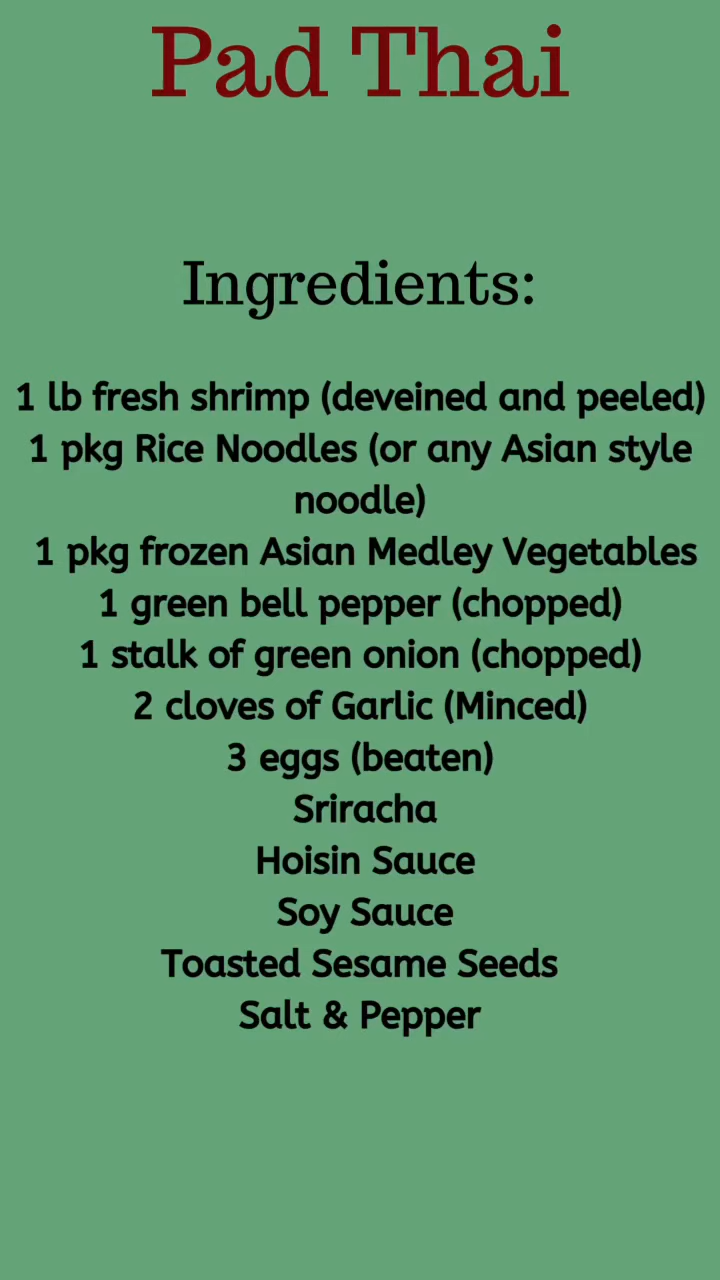 Pad Thai
Ingredients:
1 lb fresh shrimp (deveined and peeled)
1 pkg Rice Noodles (or any Asian style
noodle)
1 pkg frozen Asian Medley Vegetables
1 green bell pepper (chopped)
1 stalk of green onion (chopped)
2 cloves of Garlic (Minced)
3 eggs (beaten)
Sriracha
Hoisin Sauce
Soy Sauce
Toasted Sesame Seeds
Salt & Pepper